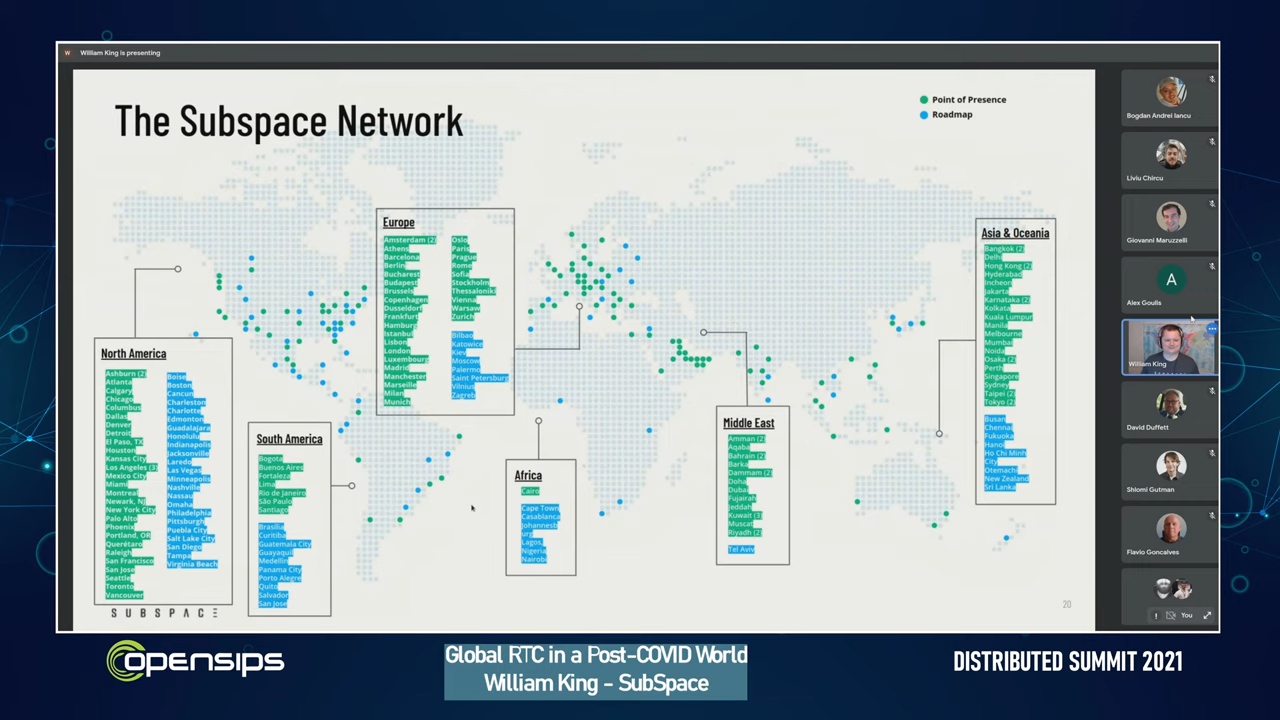 W
William King is presenting
The Subspace Network
Point of Presence
Roadmap
Europe
Amsterdam (2)
Athens
Barcelona
Berlin
Bucharest
Budapest
Brussels
Copenhagen
Dusseldorf
Frankfurt
Hamburg
Istanbul
Lisbon
London
Luxembourg
Madrid
Manchester
Marseille
Milan
Munich
Oslo
Paris
Prague
Rome
Sofia
Stockholm
Thessaloniki
Vienna
Warsaw
Zurich
Bilbao
Katowice
Kiev
Moscow
Palermo
Saint Petersburg
Vilnius
Zagreb
Asia & Oceania
Bangkok (2)
Delhi
Hong Kong (2)
Hyderabad
Incheon
Jakarta
Karnataka (2)
Kolkata
Kuala Lumpur
Manila
Melbourne
Mumbai
Noida
Osaka (2)
Perth
Singapore
Sydney
Taipei (2)
Tokyo (2)
Busan
Chennai
Fukuoka
Hanoi
Ho Chi Minh
City
Otemachi
New Zealand
Sri Lanka
North America
Ashburn (2)
Atlanta
Calgary
Chicago
Columbus
Dallas
Denver
Detroit
El Paso, TX
Houston
Kansas City
Los Angeles (3)
Mexico City
Miami
Montreal
Newark, NJ
New York City
Palo Alto
Phoenix
Portland, OR
Querétaro
Raleigh
San Francisco
San Jose
Seattle
Toronto
Vancouver
Boise
Boston
Cancun
Charleston
Charlotte
Edmonton
Guadalajara
Honolulu
Indianapolis
Jacksonville
Laredo
Las Vegas
Minneapolis
Nashville
Nassau
Omaha
Philadelphia
Pittsburgh
Puebla City
Salt Lake City
San Diego
Tampa
Virginia Beach
South America
Bogota
Buenos Aires
Fortaleza
Lima
Rio de Janeiro
São Paulo
Santiago
Brasilia
Curitiba
Guatemala City
Guayaquil
Medellin
Panama City
Porto Alegre
Quito
Salvador
San Jose
Africa
Cairo
Cape Town
Casablanca
Johannesb
urg
Lagos,
Nigeria
Nairobi
Middle East
Amman (2)
Aqaba
Bahrain (2)
Barka
Dammam (2)
Doha
Dubai
Fujairah
Jeddah
Kuwait (3)
Muscat
Riyadh (2)
Tel Aviv
SUBSPACE
20
Bogdan Andrei Iancu
Liviu Chircu
Giovanni Maruzzelli
A
Alex Goulis
William King
David Duffett
Shlomi Gutman
Flavio Goncalves
You
OPENSIPS
Global RTC in a Post-COVID World
William King - SubSpace
DISTRIBUTED SUMMIT 2021